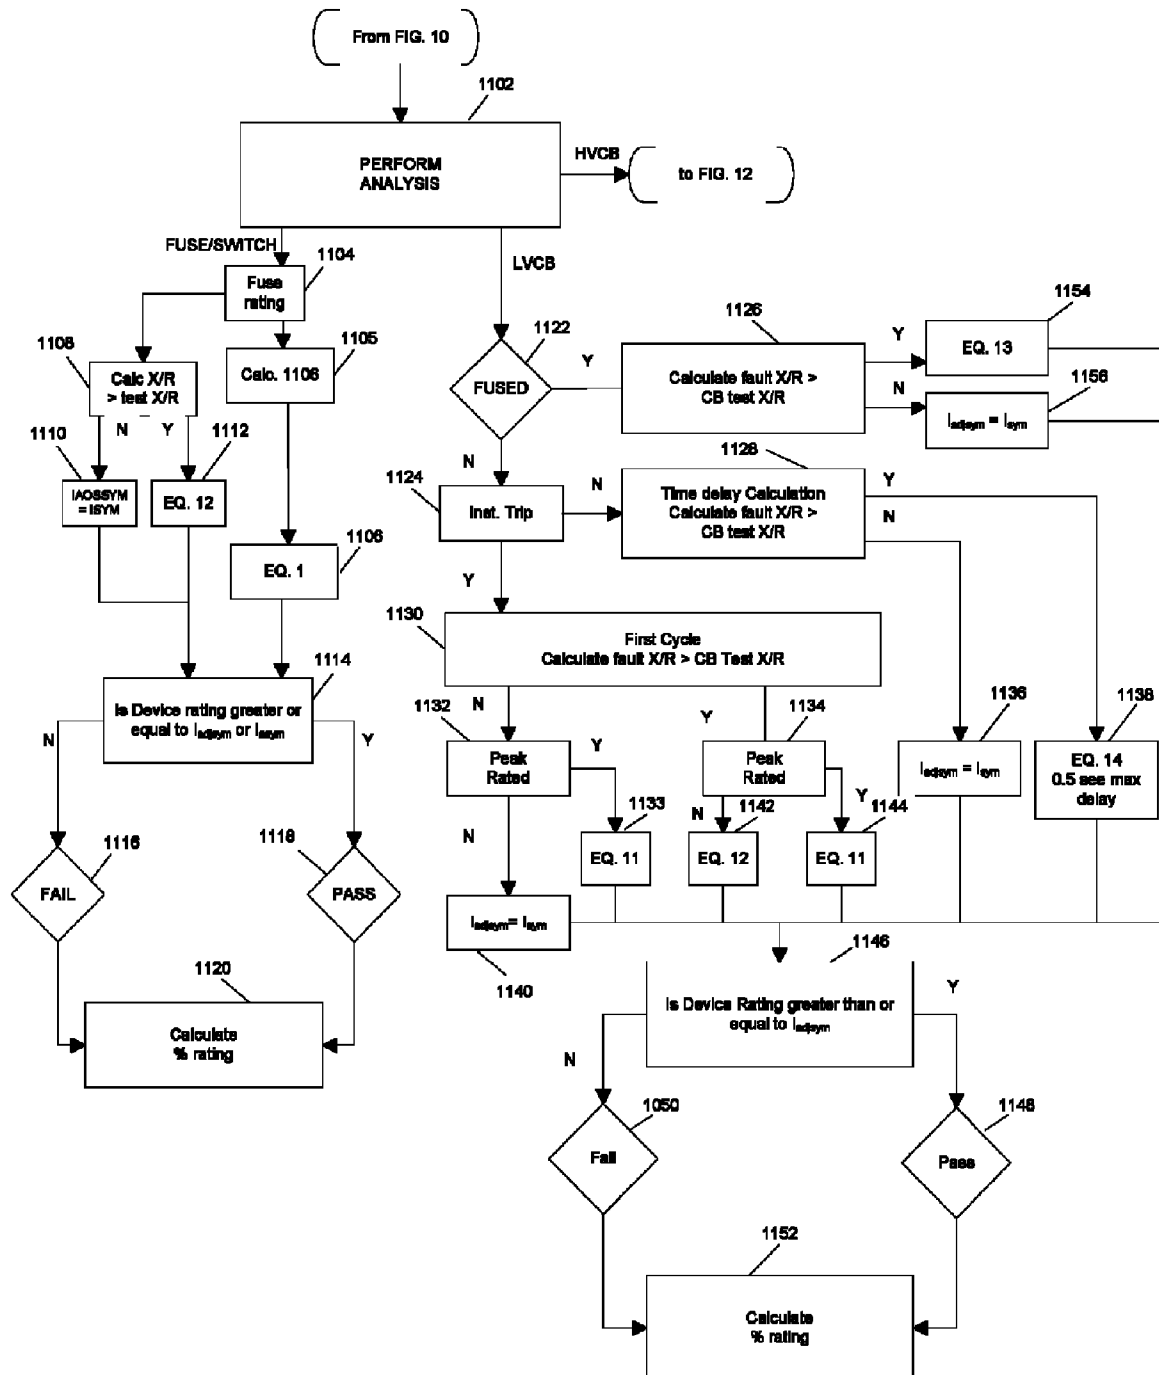 From FIG. 10
1102
PERFORM
ANALYSIS
HVCB
to FIG. 12
FUSE/SWITCH
LVCB
1104
Fuse
rating
1108
Calc X/R
> test X/R
1105
Calc. 1106
N
Y
1110
IAOSSYM
= ISYM
1112
EQ. 12
1106
EQ. 1
1114
Is Device rating greater or
equal to Iadjsym or Iasym
N
Y
1116
FAIL
1118
PASS
1120
Calculate
% rating
1122
FUSED
Y
N
1126
Calculate fault X/R >
CB test X/R
Y
N
1154
EQ. 13
1156
Iadjsym = Isym
1124
Inst. Trip
N
Y
1128
Time delay Calculation
Calculate fault X/R >
CB test X/R
Y
N
1130
First Cycle
Calculate fault X/R > CB Test X/R
N
Y
1132
Peak
Rated
Y
N
1134
Peak
Rated
N
Y
1136
Iadjsym = Isym
1138
EQ. 14
0.5 see max
delay
1133
EQ. 11
1142
EQ. 12
1144
EQ. 11
Iadjsym= Isym
1140
1146
Is Device Rating greater than or
equal to Iadjsym
N
Y
1050
Fail
1148
Pass
1152
Calculate
% rating